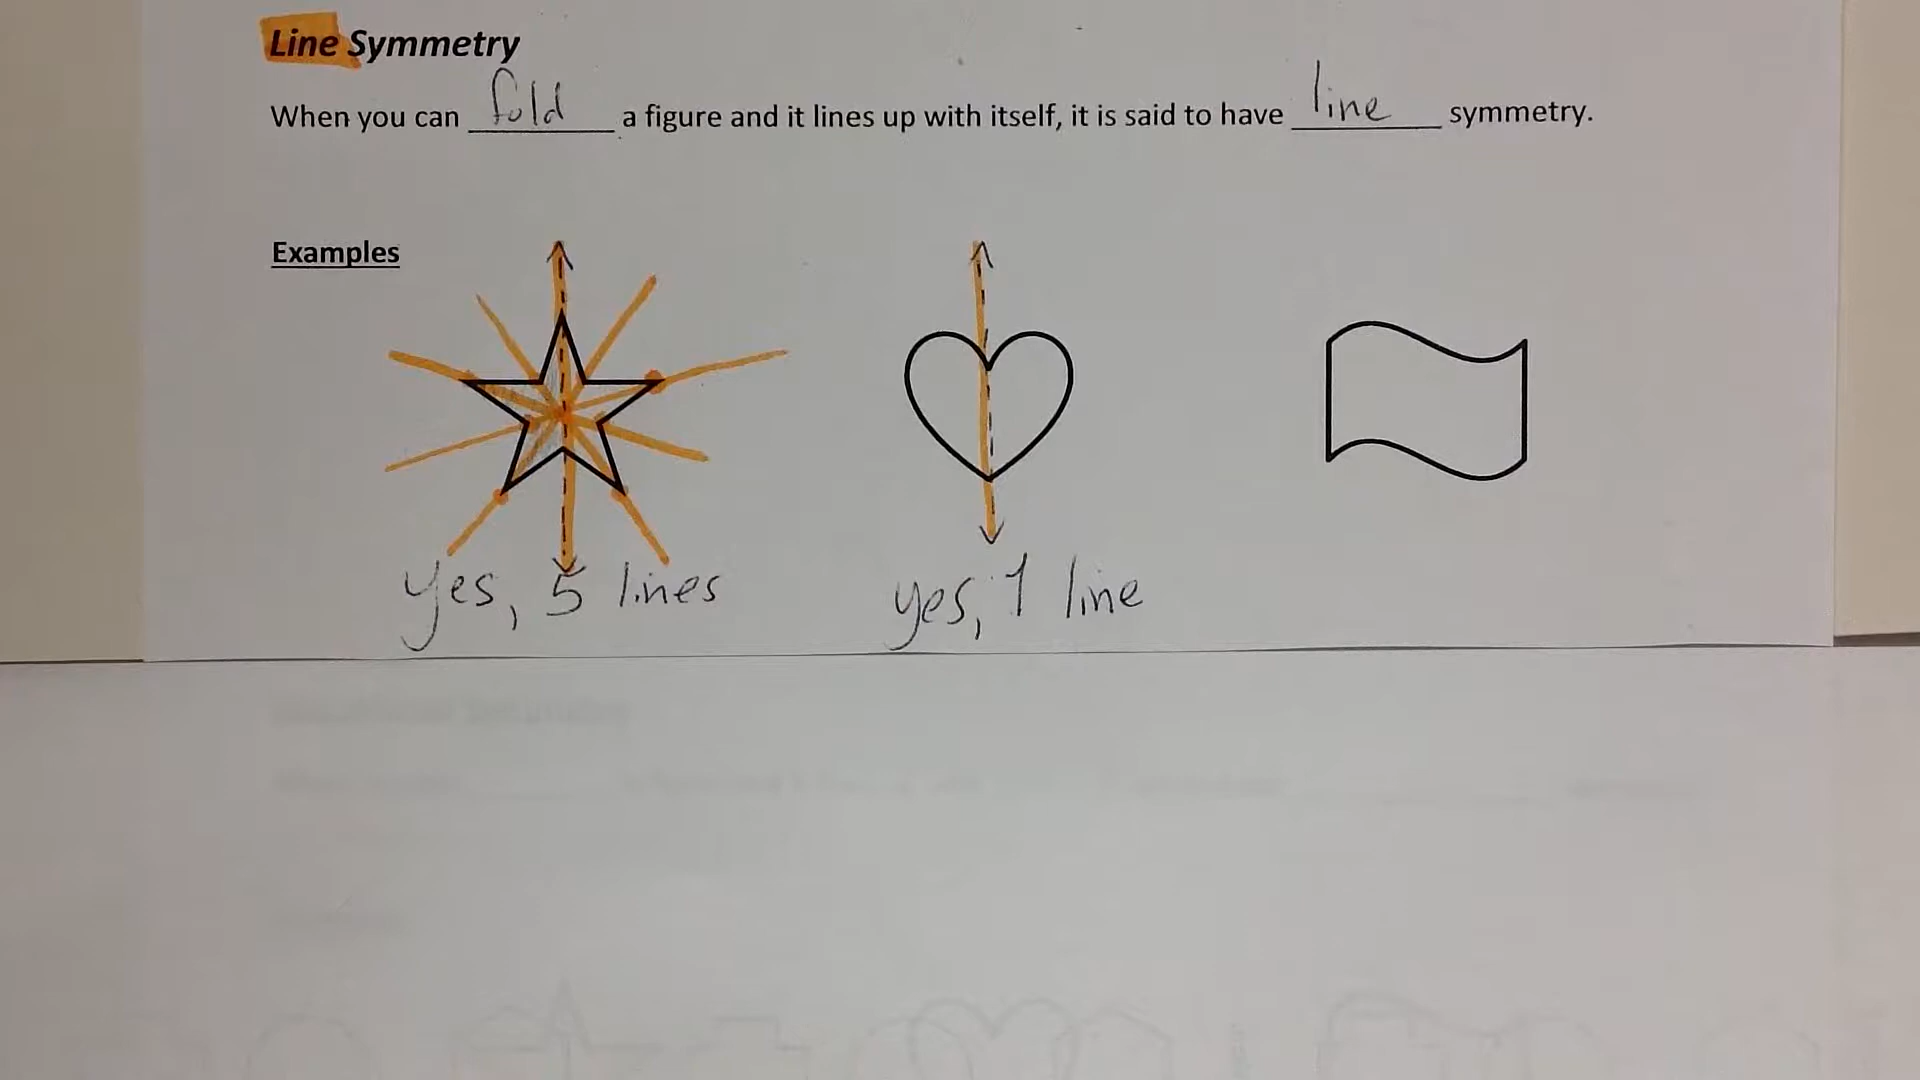 Line Symmetry
When you can fold a figure and it lines up with itself, it is said to have line symmetry.
Examples
yes, 5 lines
yes, 1 line